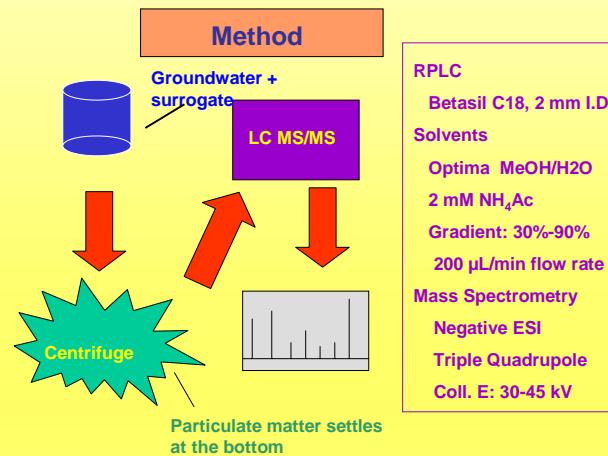 Method
Groundwater +
surrogate
LC MS/MS
Centrifuge
Particulate matter settles
at the bottom
RPLC
Betasil C18, 2 mm I.D
Solvents
Optima MeOH/H2O
2 mM NH₄Ac
Gradient: 30%-90%
200 µL/min flow rate
Mass Spectrometry
Negative ESI
Triple Quadrupole
Coll. E: 30-45 kV